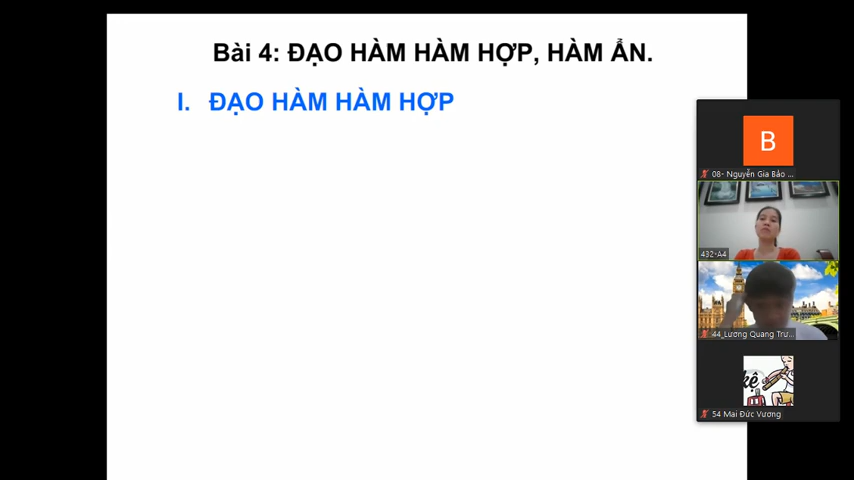 Bài 4: ĐẠO HÀM HÀM HỢP, HÀM ẨN.
I. ĐẠO HÀM HÀM HỢP
B
08- Nguyễn Gia Bảo ...
432-A4
44_Lương Quang Trư...
kệ
54 Mai Đức Vương